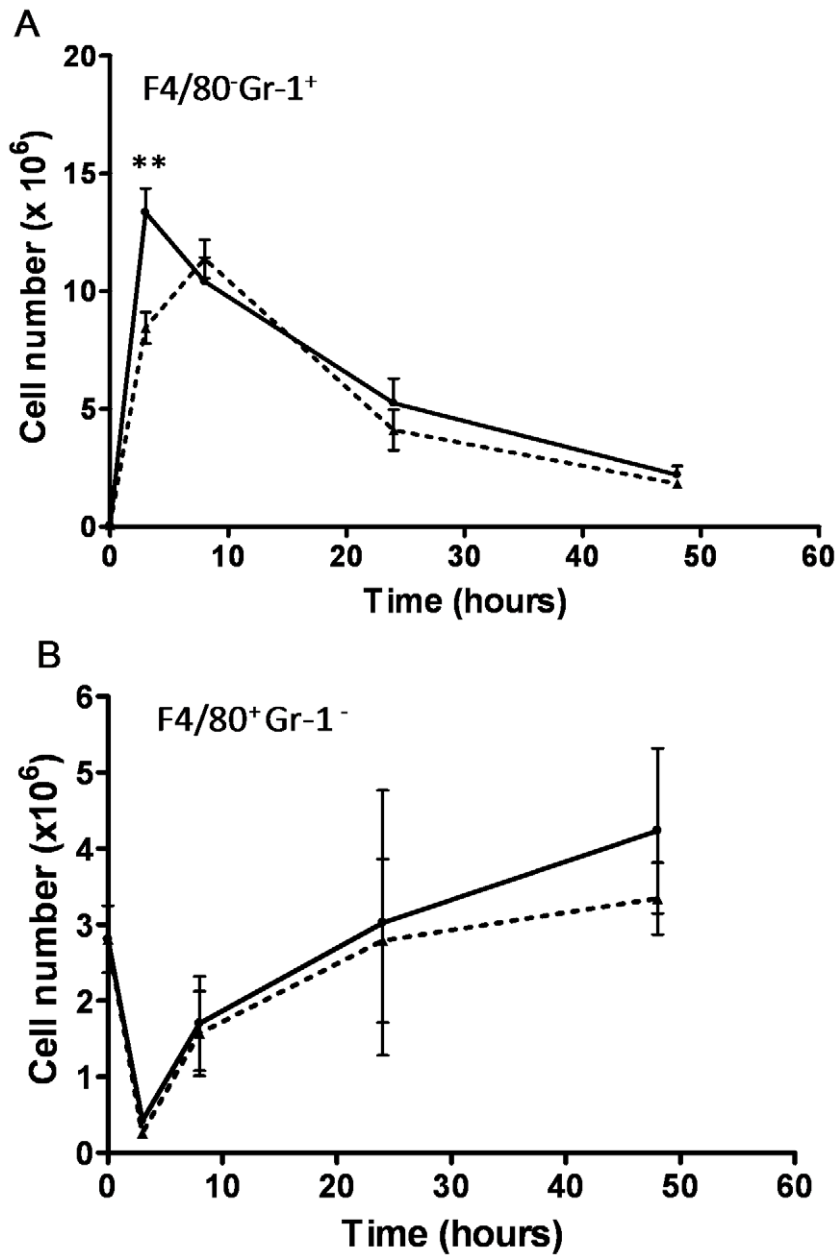 A
F4/80⁻Gr-1⁺
**
Cell number (x 10⁶)
20
15
10
5
0
0 10 20 30 40 50 60
Time (hours)
B
F4/80⁺Gr-1⁻
Cell number (x10⁶)
6
5
4
3
2
1
0
0 10 20 30 40 50 60
Time (hours)